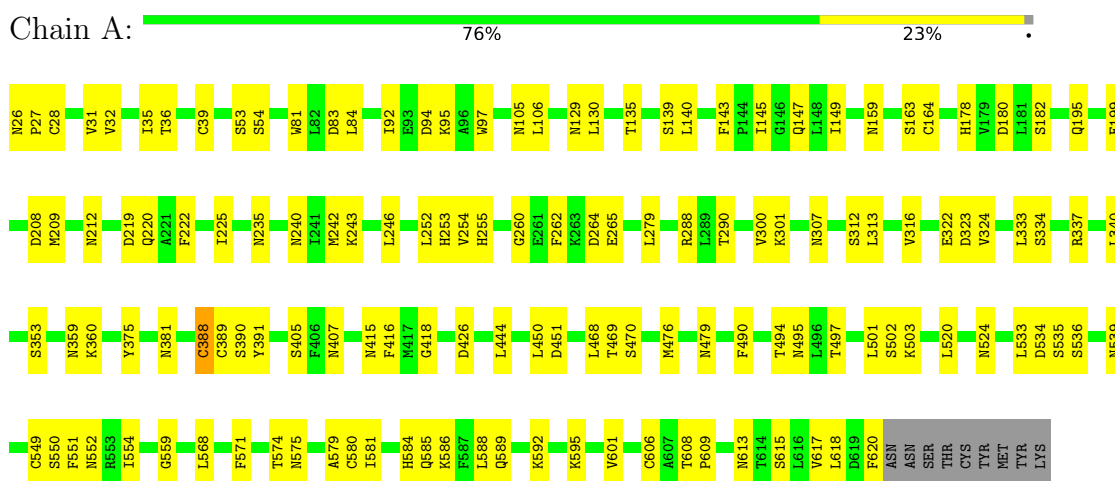 Chain A:
76% 23% •
N26 P27 C28 V31 V32 I35 T36 C39 S53 S54 W81 L82 D83 L84 I92 E93 D94 K95 A96 W97 N105 L106 N129 L130 T135 S139 L140 F143 P144 I145 G146 Q147 L148 I149 N159 S163 C164 H178 V179 D180 L181 S182 Q195
D208 M209 N212 D219 Q220 A221 F222 I225 N235 N240 I241 M242 K243 L246 L252 H253 V254 H255 G260 E261 F262 K263 D264 E265 L279 R288 L289 T290 V300 K301 N307 S312 L313 V316 E322 D323 V324 L333 S334 R337 L340
S353 N359 K360 Y375 N381 C388 C389 S390 Y391 S405 F406 N407 N415 F416 M417 G418 D426 L444 L450 D451 L468 T469 S470 M476 N479 F490 T494 N495 L496 T497 L501 S502 K503 L520 N524 L533 D534 S535 S536 N539
C549 S550 F551 N552 R553 I554 G559 L568 F571 T574 N575 A579 C580 I581 H584 Q585 K586 F587 L588 Q589 K592 K595 V601 C606 A607 T608 P609 N613 T614 S615 L616 V617 L618 D619 F620 ASN ASN SER THR CYS TYR MET TYR LYS